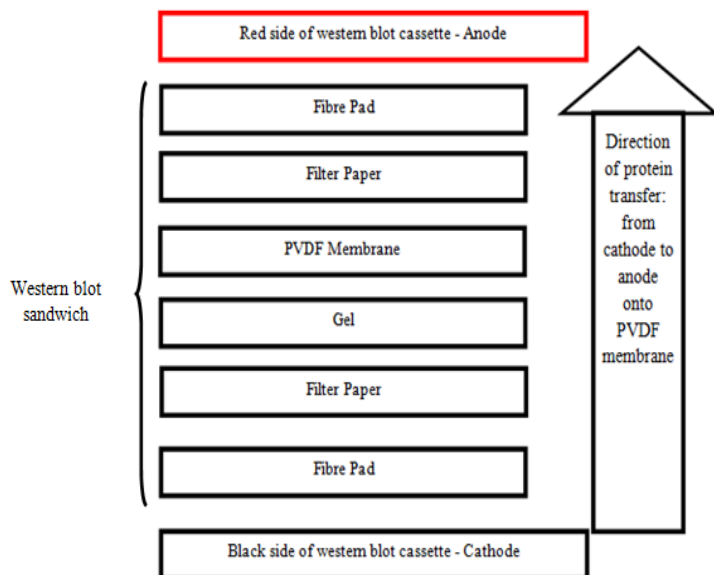 Red side of western blot cassette - Anode
Fibre Pad
Filter Paper
PVDF Membrane
Gel
Filter Paper
Fibre Pad
Black side of western blot cassette - Cathode
Western blot
sandwich
Direction
of protein
transfer:
from
cathode to
anode
onto
PVDF
membrane